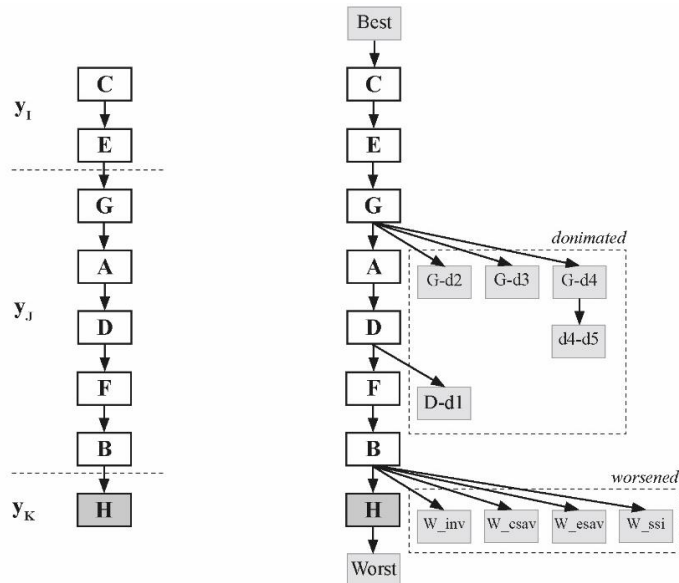 Best
C
C
y_I
E
E
G
G
donimated
A
A
G-d2
G-d3
G-d4
y_J
D
D
d4-d5
F
F
D-d1
B
B
worsened
y_K
H
H
W_inv
W_csav
W_esav
W_ssi
Worst